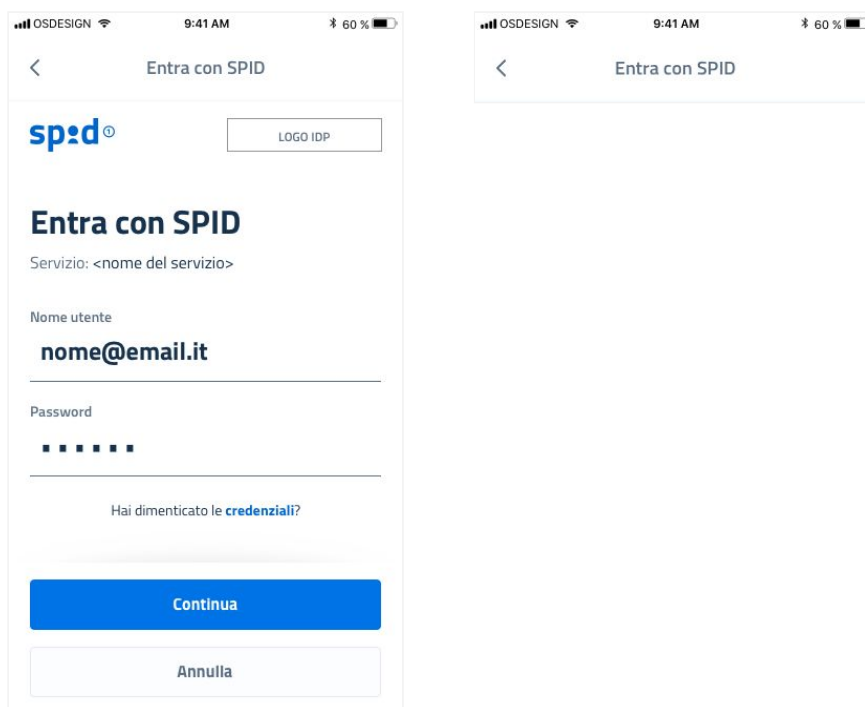 OSDESIGN 9:41 AM 60 %
Entra con SPID
spid 1
LOGO IDP
Entra con SPID
Servizio: <nome del servizio>
Nome utente
nome@email.it
Password
Hai dimenticato le credenziali?
Continua
Annulla
OSDESIGN 9:41 AM 60 %
Entra con SPID